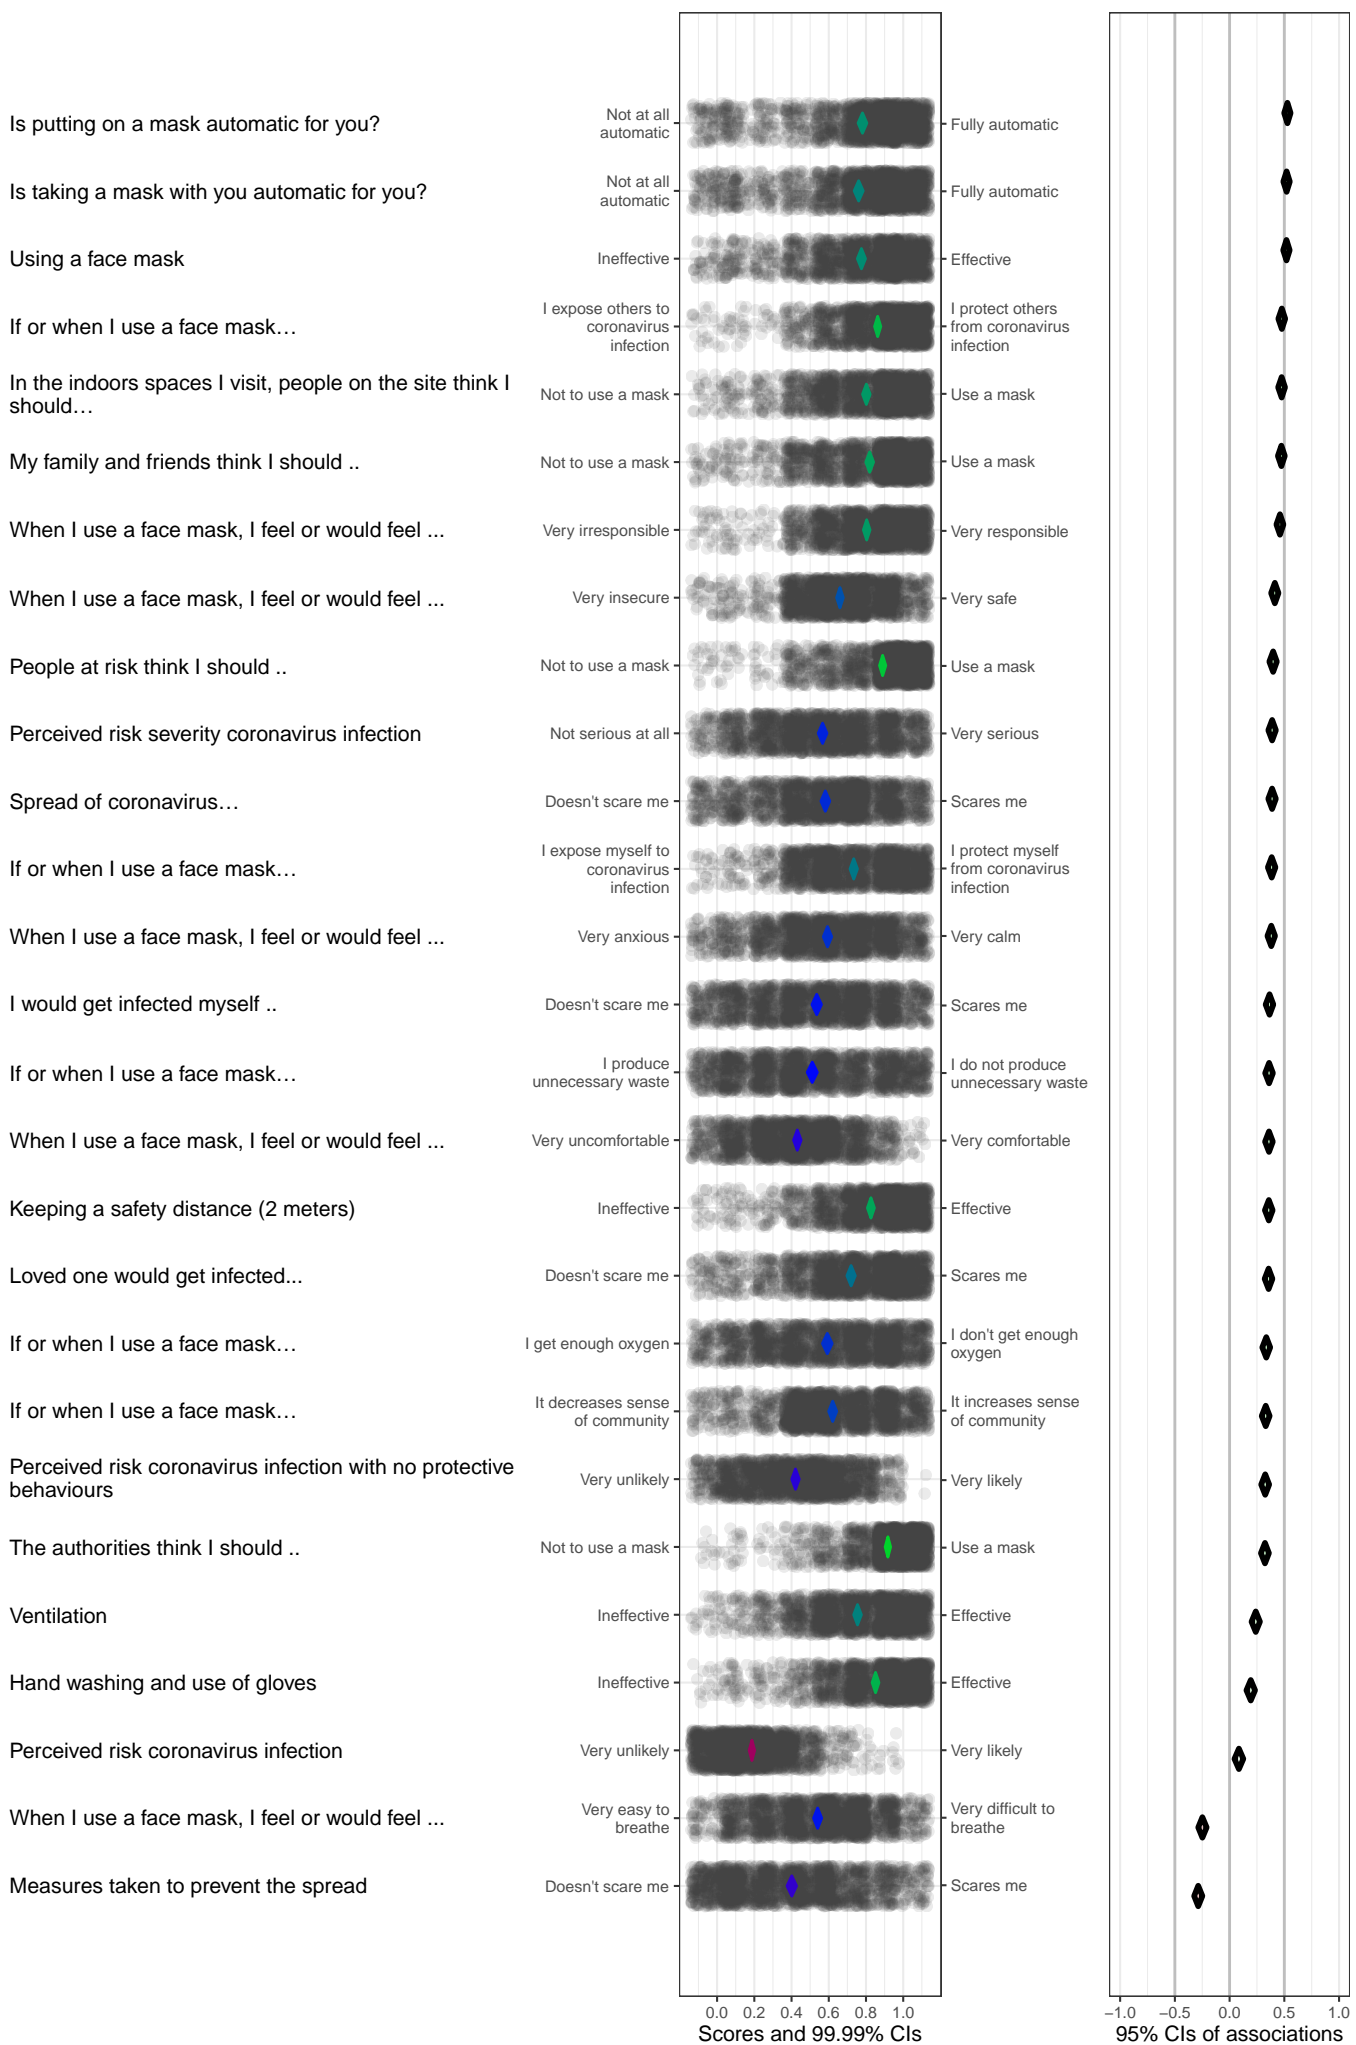 Is putting on a mask automatic for you?
Not at all
automatic
Fully automatic
Is taking a mask with you automatic for you?
Not at all
automatic
Fully automatic
Using a face mask
Ineffective
Effective
If or when I use a face mask…
I expose others to
coronavirus
infection
I protect others
from coronavirus
infection
In the indoors spaces I visit, people on the site think I
should…
Not to use a mask
Use a mask
My family and friends think I should ..
Not to use a mask
Use a mask
When I use a face mask, I feel or would feel ...
Very irresponsible
Very responsible
When I use a face mask, I feel or would feel ...
Very insecure
Very safe
People at risk think I should ..
Not to use a mask
Use a mask
Perceived risk severity coronavirus infection
Not serious at all
Very serious
Spread of coronavirus…
Doesn't scare me
Scares me
If or when I use a face mask…
I expose myself to
coronavirus
infection
I protect myself
from coronavirus
infection
When I use a face mask, I feel or would feel ...
Very anxious
Very calm
I would get infected myself ..
Doesn't scare me
Scares me
If or when I use a face mask…
I produce
unnecessary waste
I do not produce
unnecessary waste
When I use a face mask, I feel or would feel ...
Very uncomfortable
Very comfortable
Keeping a safety distance (2 meters)
Ineffective
Effective
Loved one would get infected...
Doesn't scare me
Scares me
If or when I use a face mask…
I get enough oxygen
I don't get enough
oxygen
If or when I use a face mask…
It decreases sense
of community
It increases sense
of community
Perceived risk coronavirus infection with no protective
behaviours
Very unlikely
Very likely
The authorities think I should ..
Not to use a mask
Use a mask
Ventilation
Ineffective
Effective
Hand washing and use of gloves
Ineffective
Effective
Perceived risk coronavirus infection
Very unlikely
Very likely
When I use a face mask, I feel or would feel ...
Very easy to
breathe
Very difficult to
breathe
Measures taken to prevent the spread
Doesn't scare me
Scares me
0.0 0.2 0.4 0.6 0.8 1.0
Scores and 99.99% CIs
−1.0 −0.5 0.0 0.5 1.0
95% CIs of associations